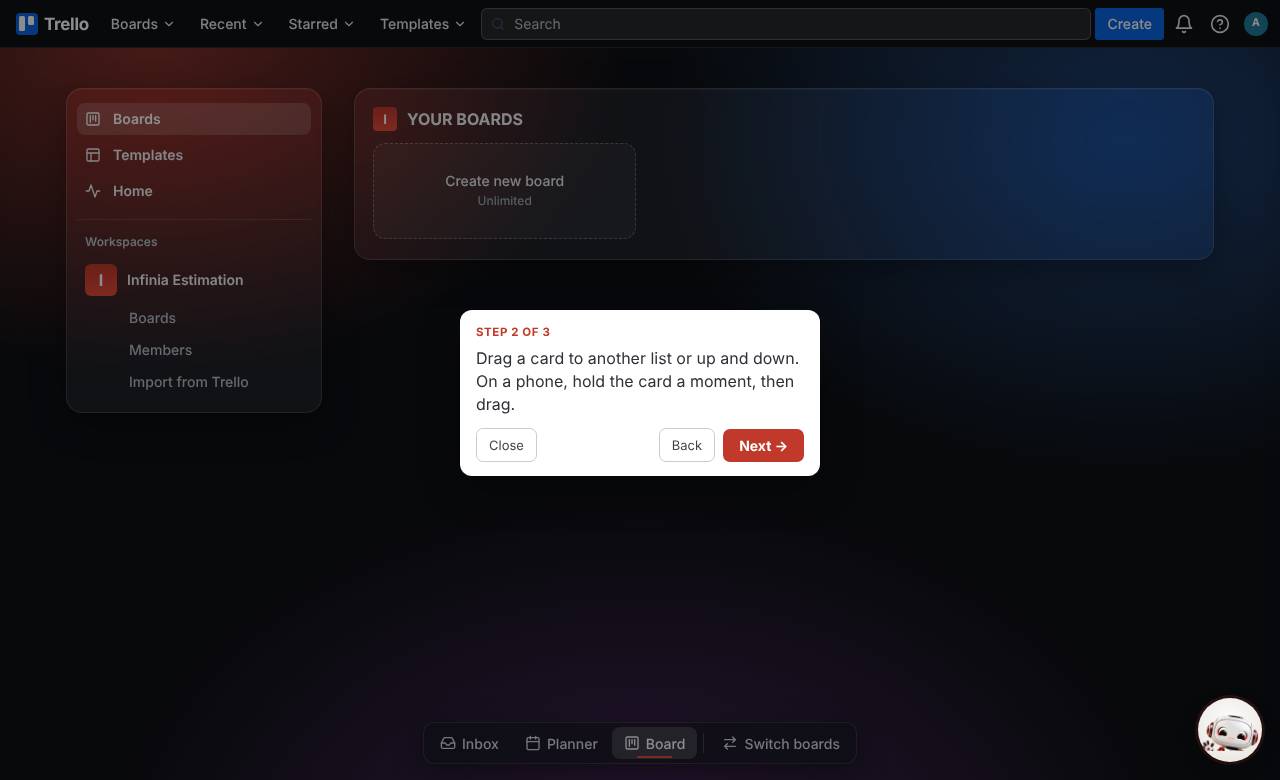 Trello
Boards
Recent
Starred
Templates
Search
Create
A
Boards
Templates
Home
Workspaces
I
Infinia Estimation
Boards
Members
Import from Trello
I
YOUR BOARDS
Create new board
Unlimited
STEP 2 OF 3
Drag a card to another list or up and down.
On a phone, hold the card a moment, then
drag.
Close
Back
Next →
Inbox
Planner
Board
Switch boards